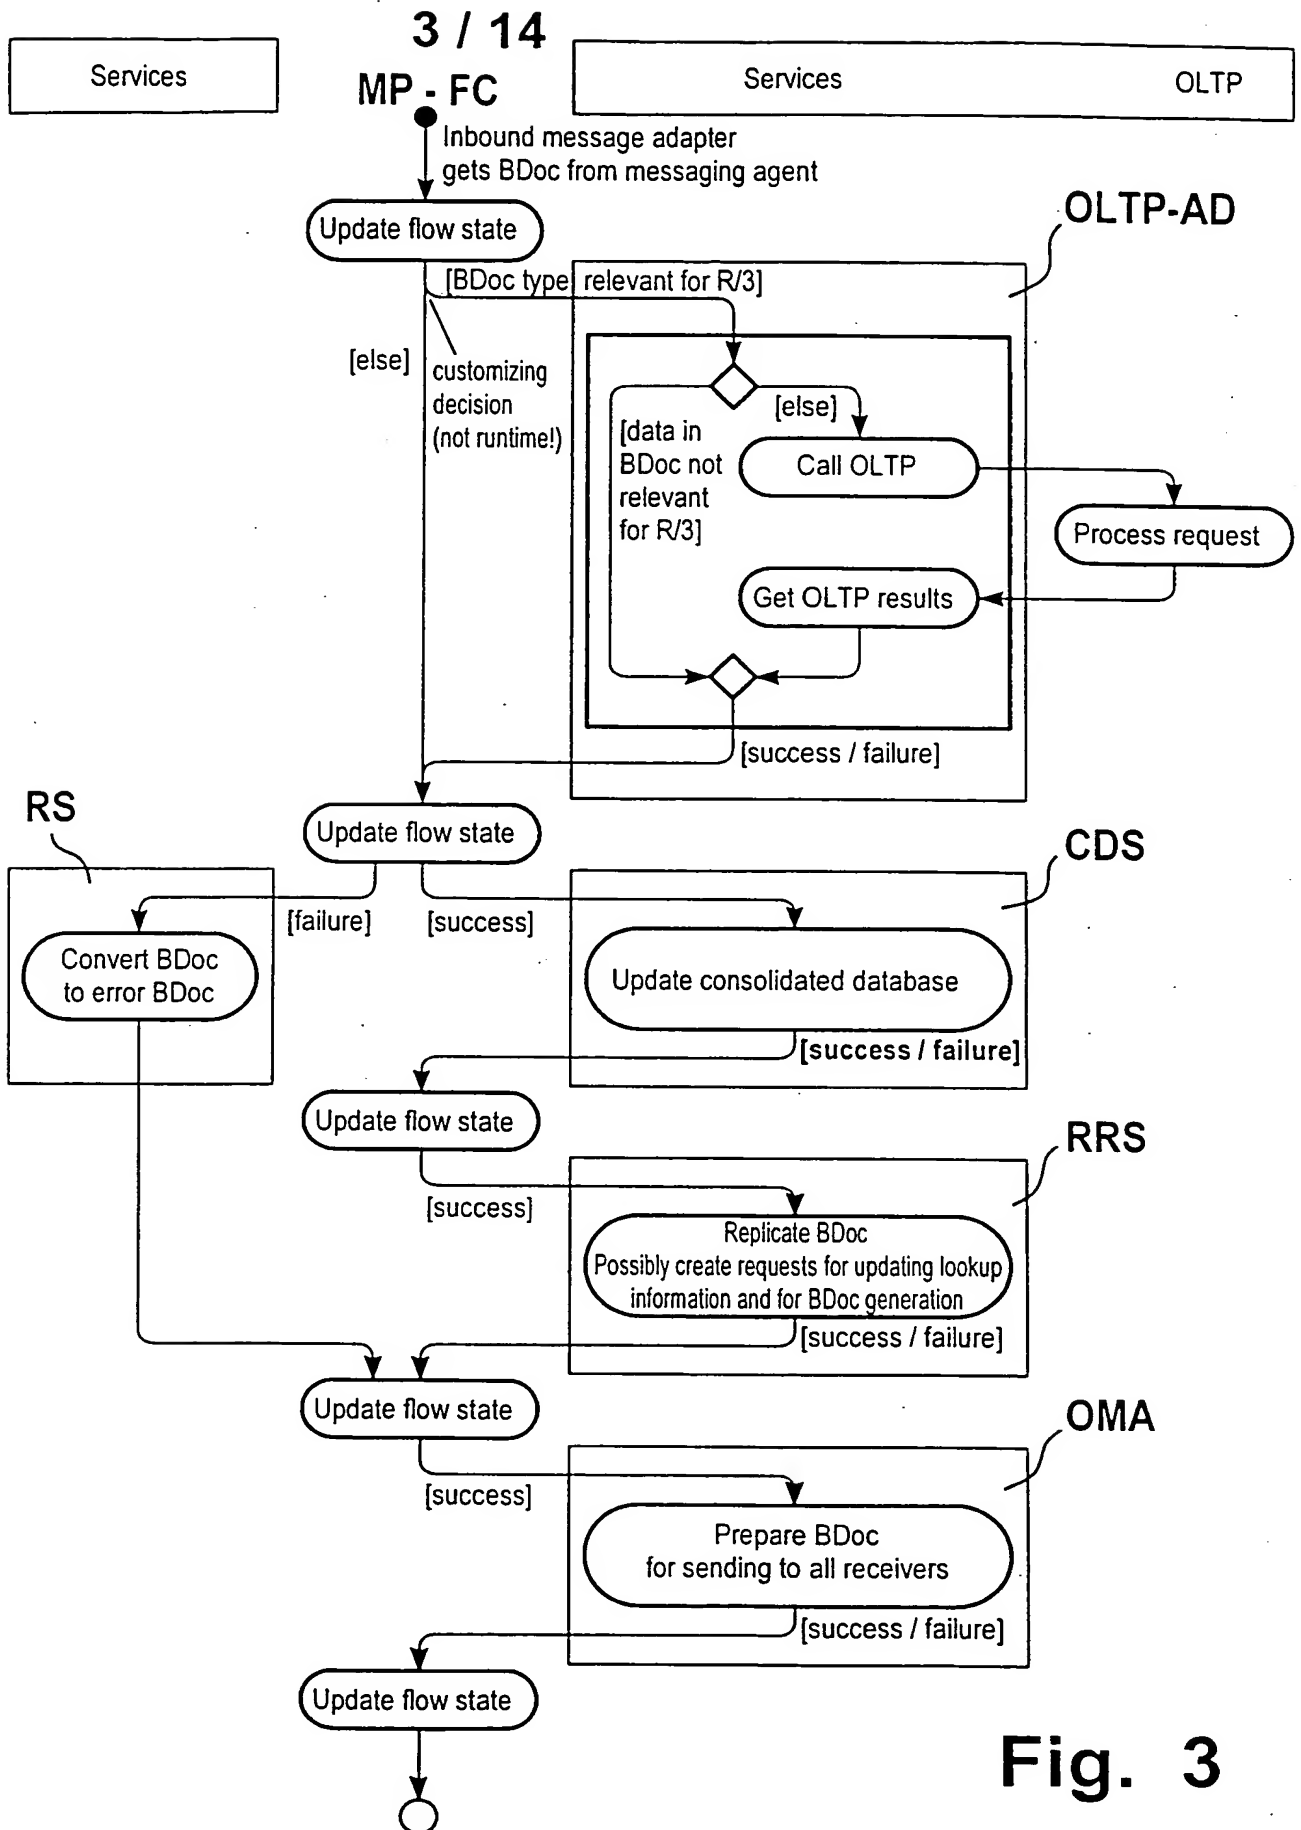 3 / 14
Services
MP - FC
Services
OLTP
Inbound message adapter
gets BDoc from messaging agent
OLTP-AD
Update flow state
[BDoc type relevant for R/3]
[else]
customizing
decision
(not runtime!)
[else]
[data in
BDoc not
relevant
for R/3]
Call OLTP
Process request
Get OLTP results
[success / failure]
RS
Update flow state
CDS
[failure]
[success]
Convert BDoc
to error BDoc
Update consolidated database
[success / failure]
Update flow state
RRS
[success]
Replicate BDoc
Possibly create requests for updating lookup
information and for BDoc generation
[success / failure]
Update flow state
OMA
[success]
Prepare BDoc
for sending to all receivers
[success / failure]
Update flow state
Fig. 3